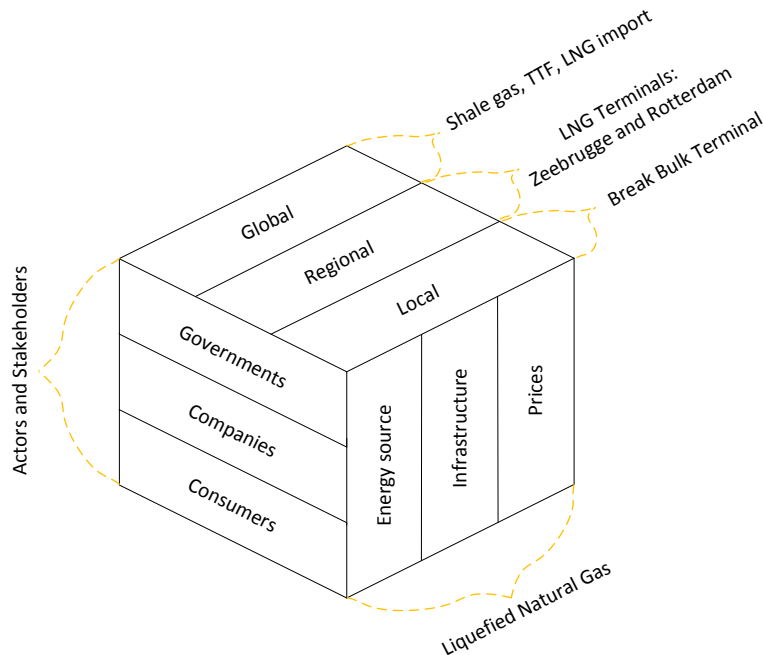 Shale gas, TTF, LNG import
LNG Terminals:
Zeebrugge and Rotterdam
Break Bulk Terminal
Global
Regional
Local
Actors and Stakeholders
Governments
Companies
Consumers
Energy source
Infrastructure
Prices
Liquefied Natural Gas